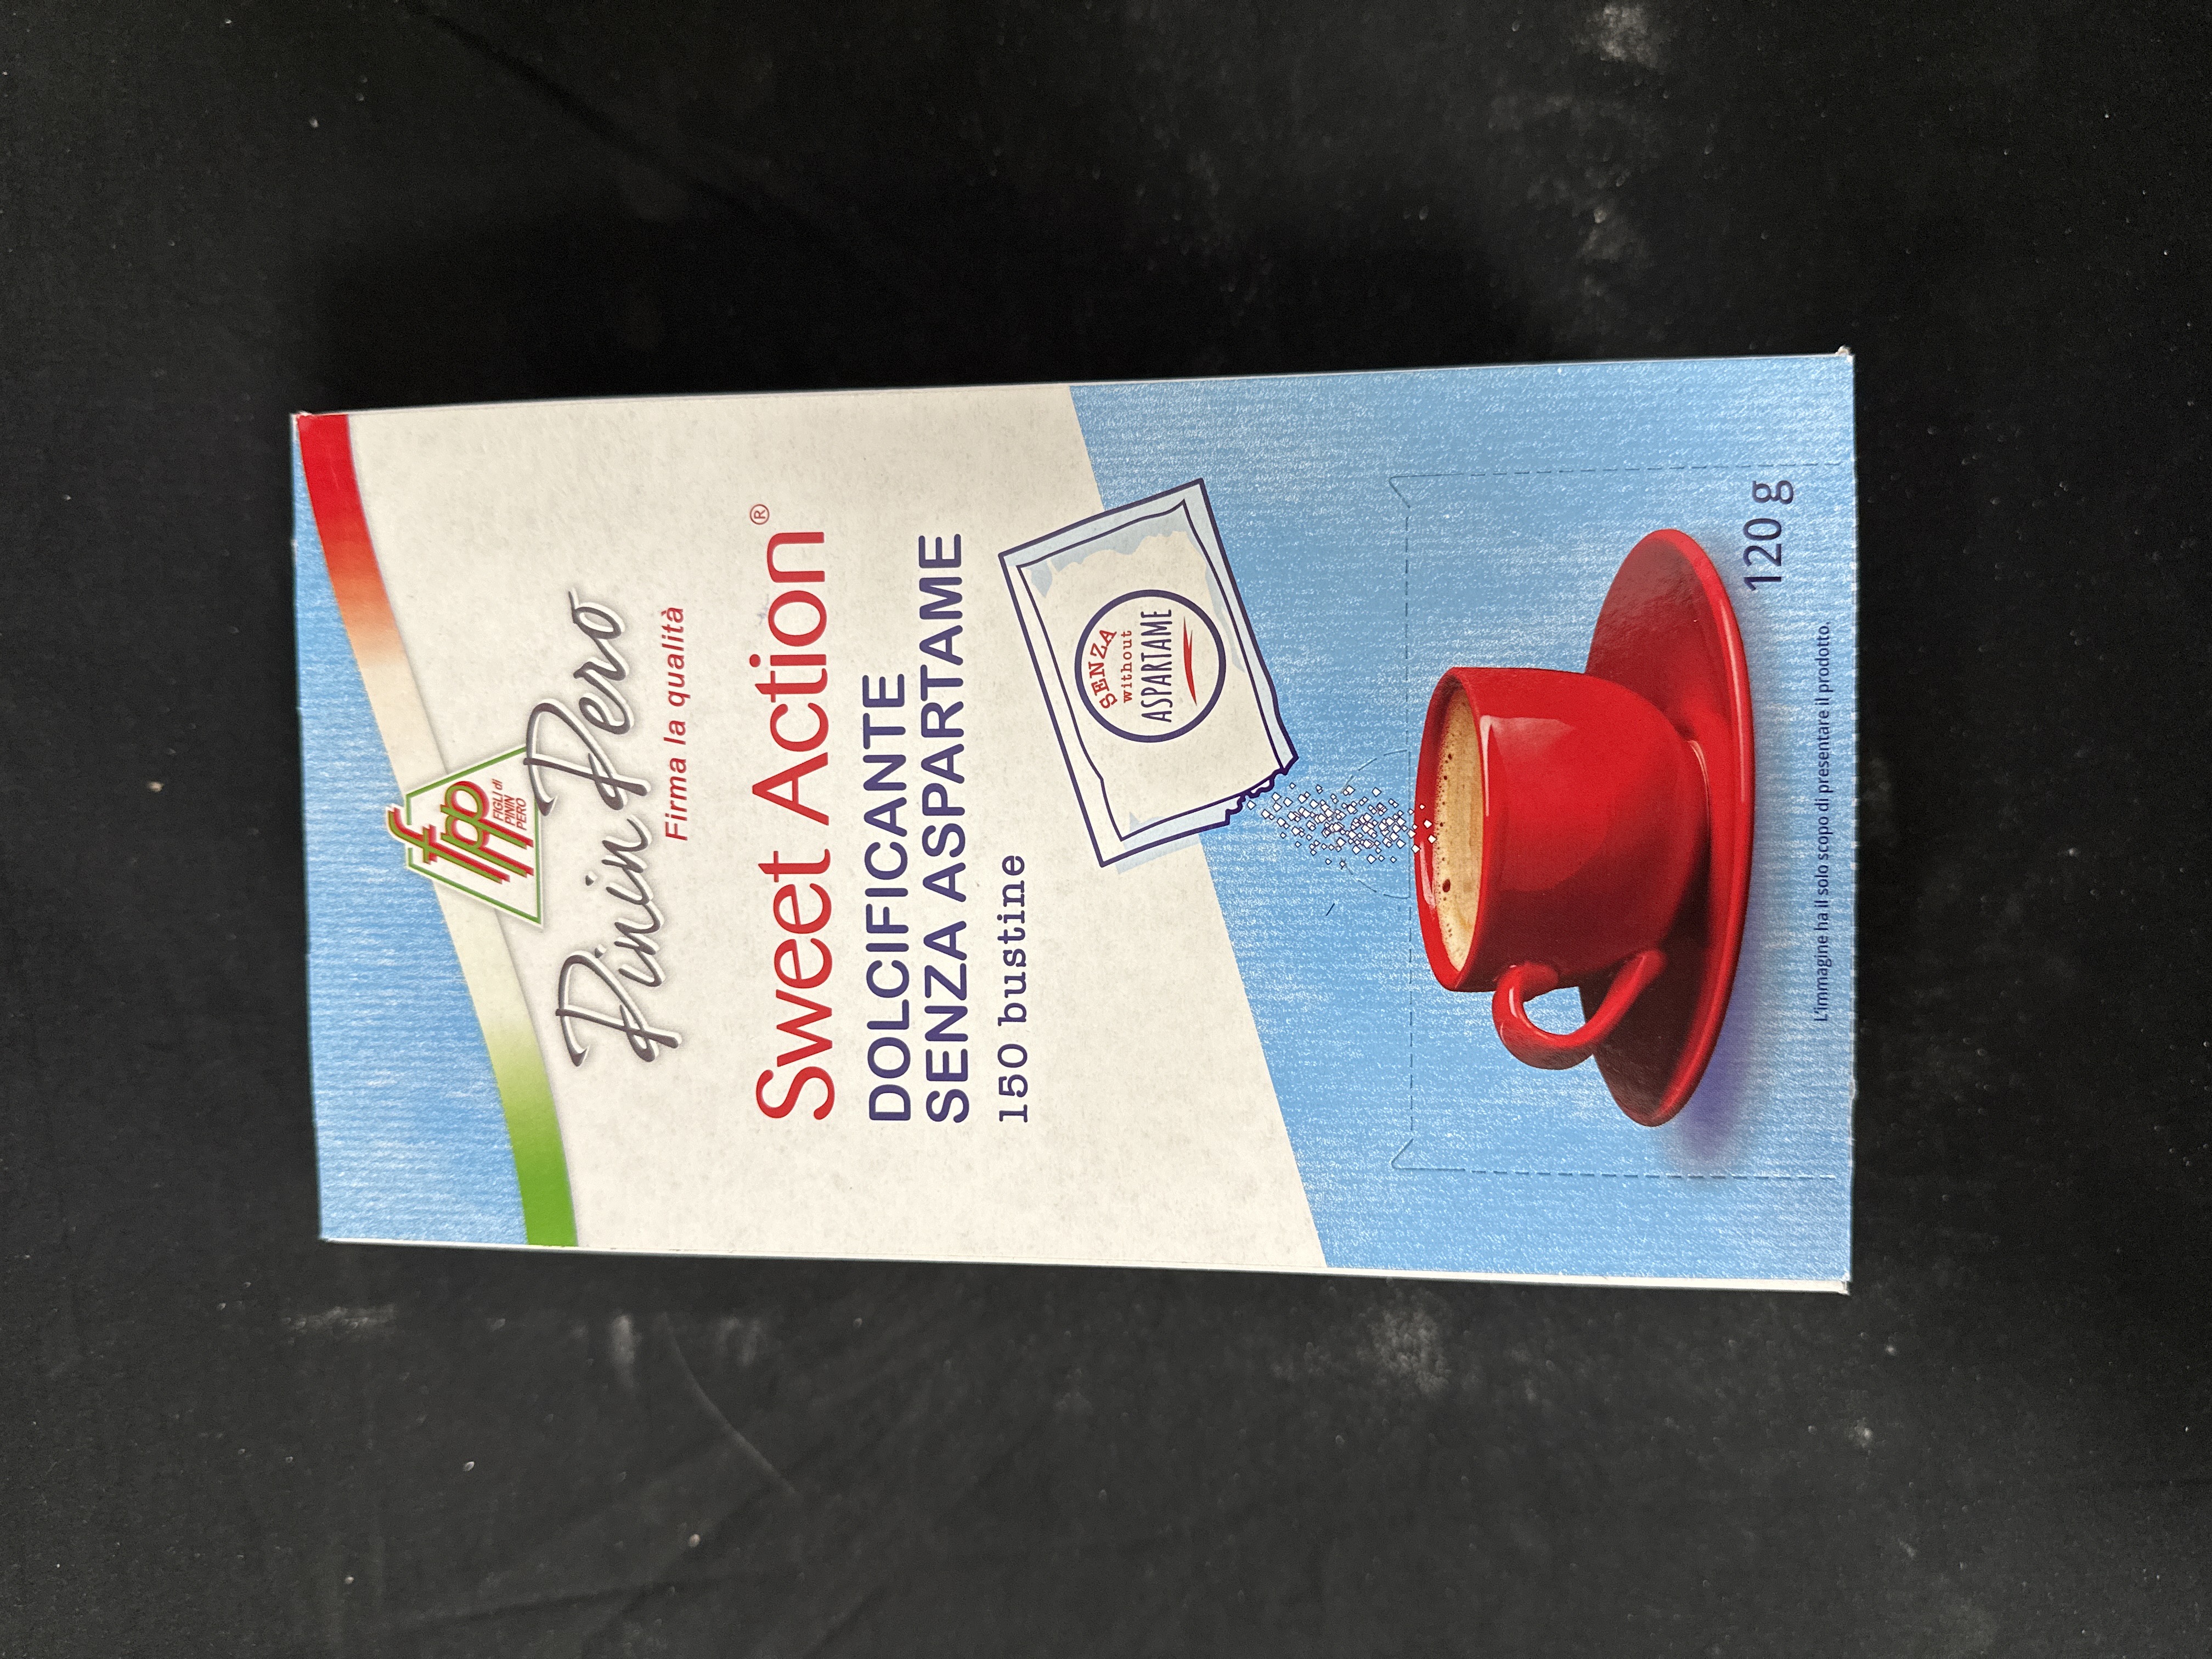 fpp
FIGLI di
PININ
PERO
Pinin Pero
Firma la qualità
Sweet Action®
DOLCIFICANTE
SENZA ASPARTAME
150 bustine
SENZA
without
ASPARTAME
120 g
L'immagine ha il solo scopo di presentare il prodotto.